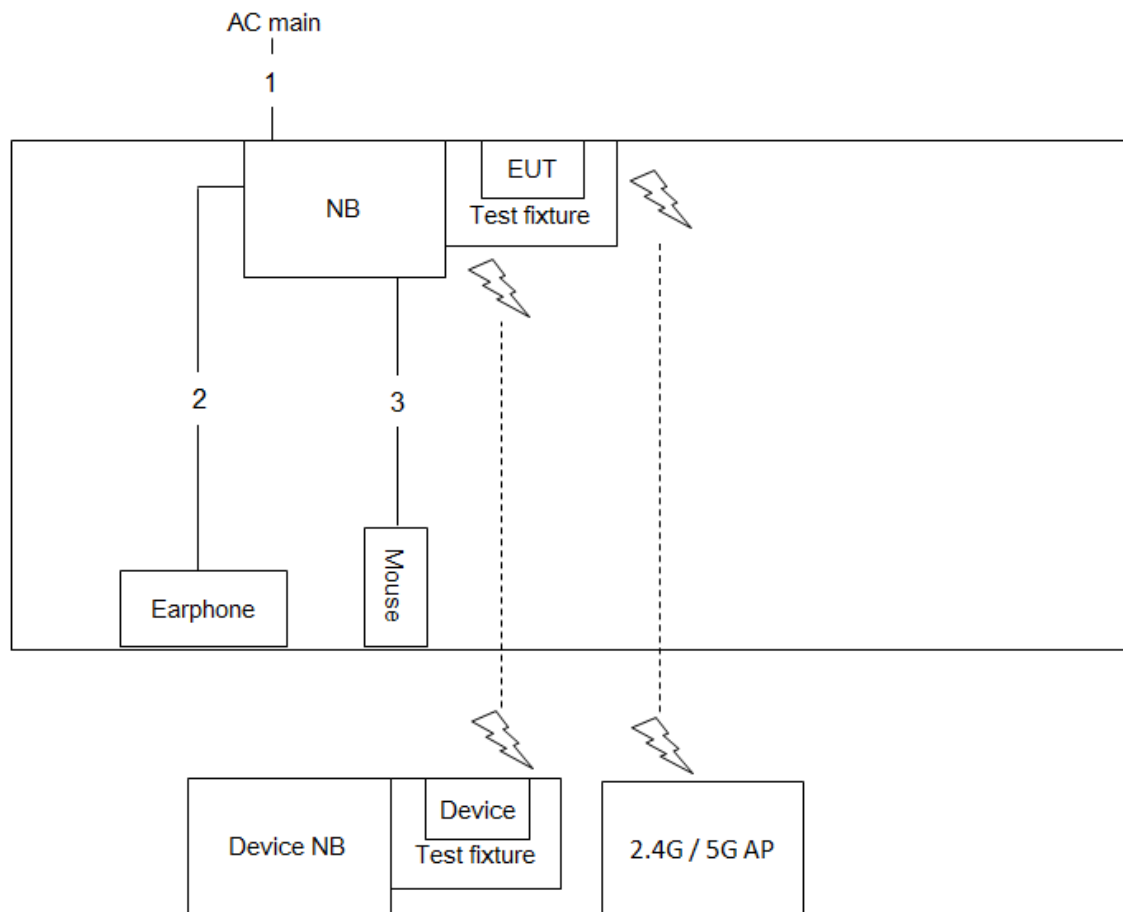 AC main
1
EUT
NB
Test fixture
2
3
Mouse
Earphone
Device
Device NB
Test fixture
2.4G / 5G AP